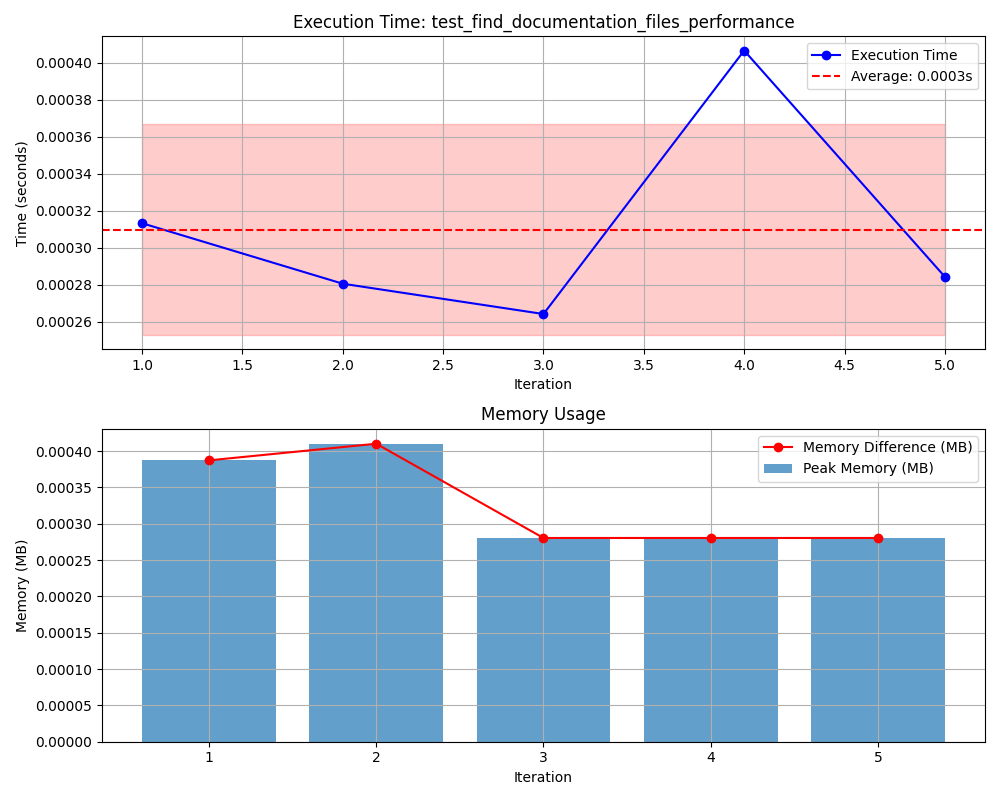 Execution Time: test_find_documentation_files_performance
Execution Time
Average: 0.0003s
Time (seconds)
0.00040
0.00038
0.00036
0.00034
0.00032
0.00030
0.00028
0.00026
1.0 1.5 2.0 2.5 3.0 3.5 4.0 4.5 5.0
Iteration
Memory Usage
Memory Difference (MB)
Peak Memory (MB)
Memory (MB)
0.00040
0.00035
0.00030
0.00025
0.00020
0.00015
0.00010
0.00005
0.00000
1 2 3 4 5
Iteration